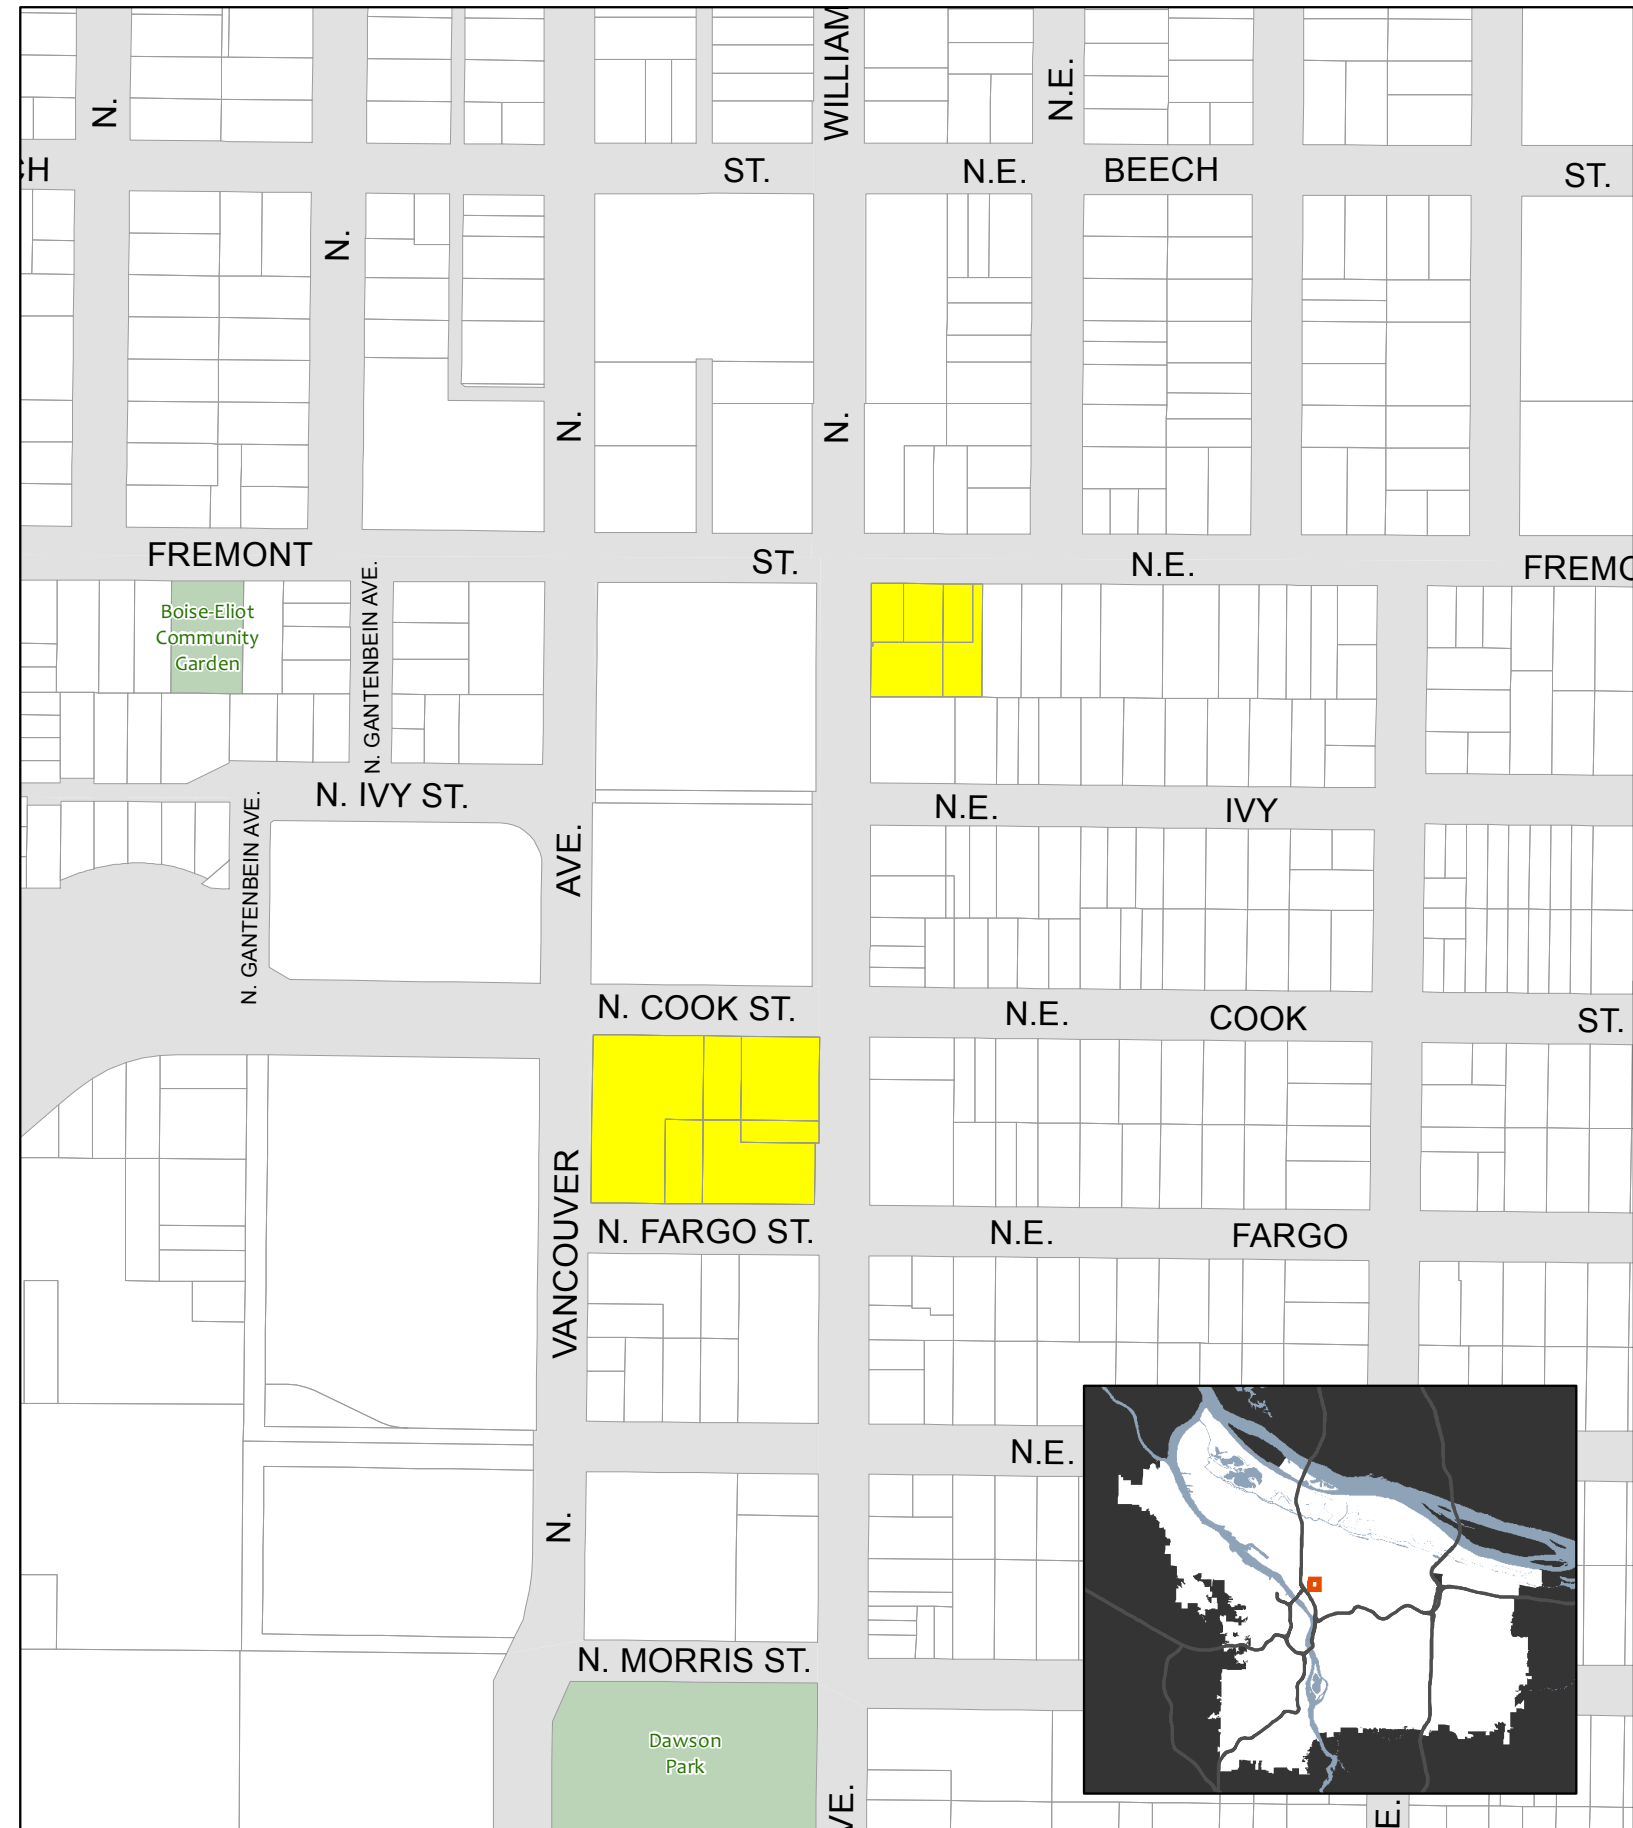 N.
WILLIAM
N.E.
CH
ST.
N.E.
BEECH
ST.
N.
N.
N.
FREMONT
ST.
N.E.
FREMO
Boise-Eliot
Community
Garden
N. GANTENBEIN AVE.
N. IVY ST.
N.E.
IVY
AVE.
N. GANTENBEIN AVE.
N. COOK ST.
N.E.
COOK
ST.
VANCOUVER
N. FARGO ST.
N.E.
FARGO
N.E.
N.
N. MORRIS ST.
Dawson
Park
VE.
E.